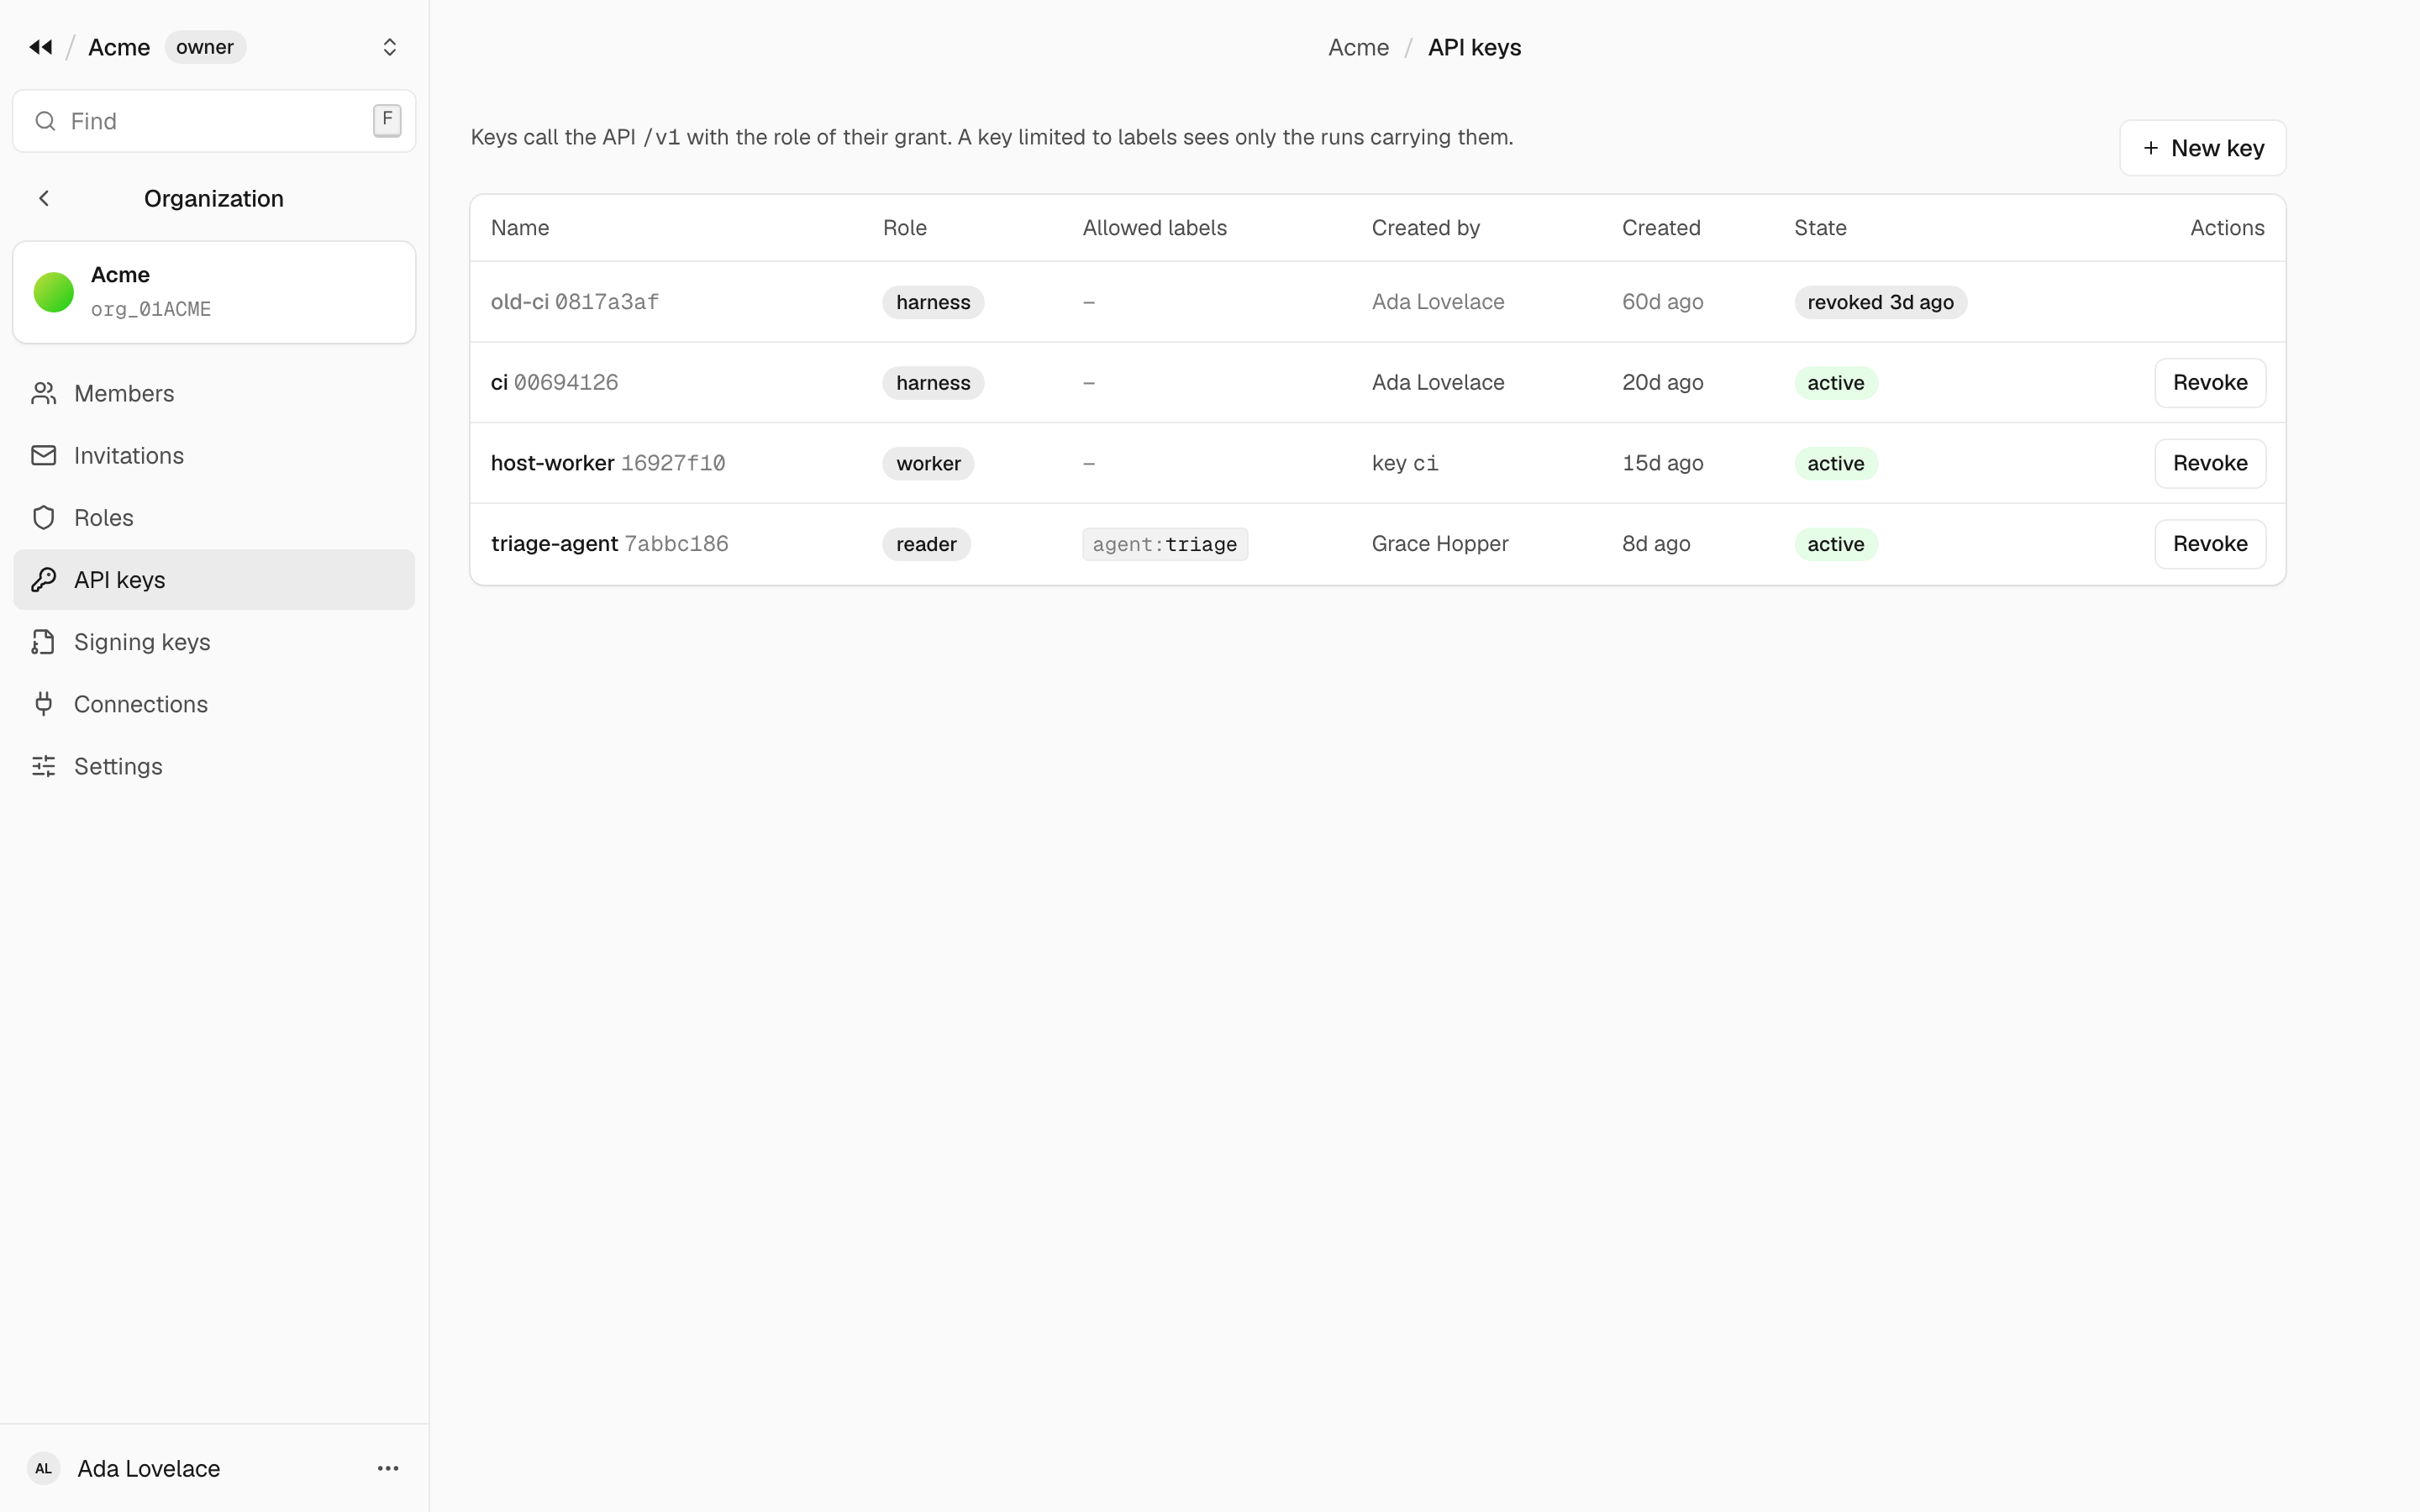 / Acme owner
Find F
Organization
Acme
org_01ACME
Members
Invitations
Roles
API keys
Signing keys
Connections
Settings
AL Ada Lovelace
Acme / API keys
Keys call the API /v1 with the role of their grant. A key limited to labels sees only the runs carrying them.
+ New key
Name Role Allowed labels Created by Created State Actions
old-ci 0817a3af harness – Ada Lovelace 60d ago revoked 3d ago
ci 00694126 harness – Ada Lovelace 20d ago active Revoke
host-worker 16927f10 worker – key ci 15d ago active Revoke
triage-agent 7abbc186 reader agent:triage Grace Hopper 8d ago active Revoke